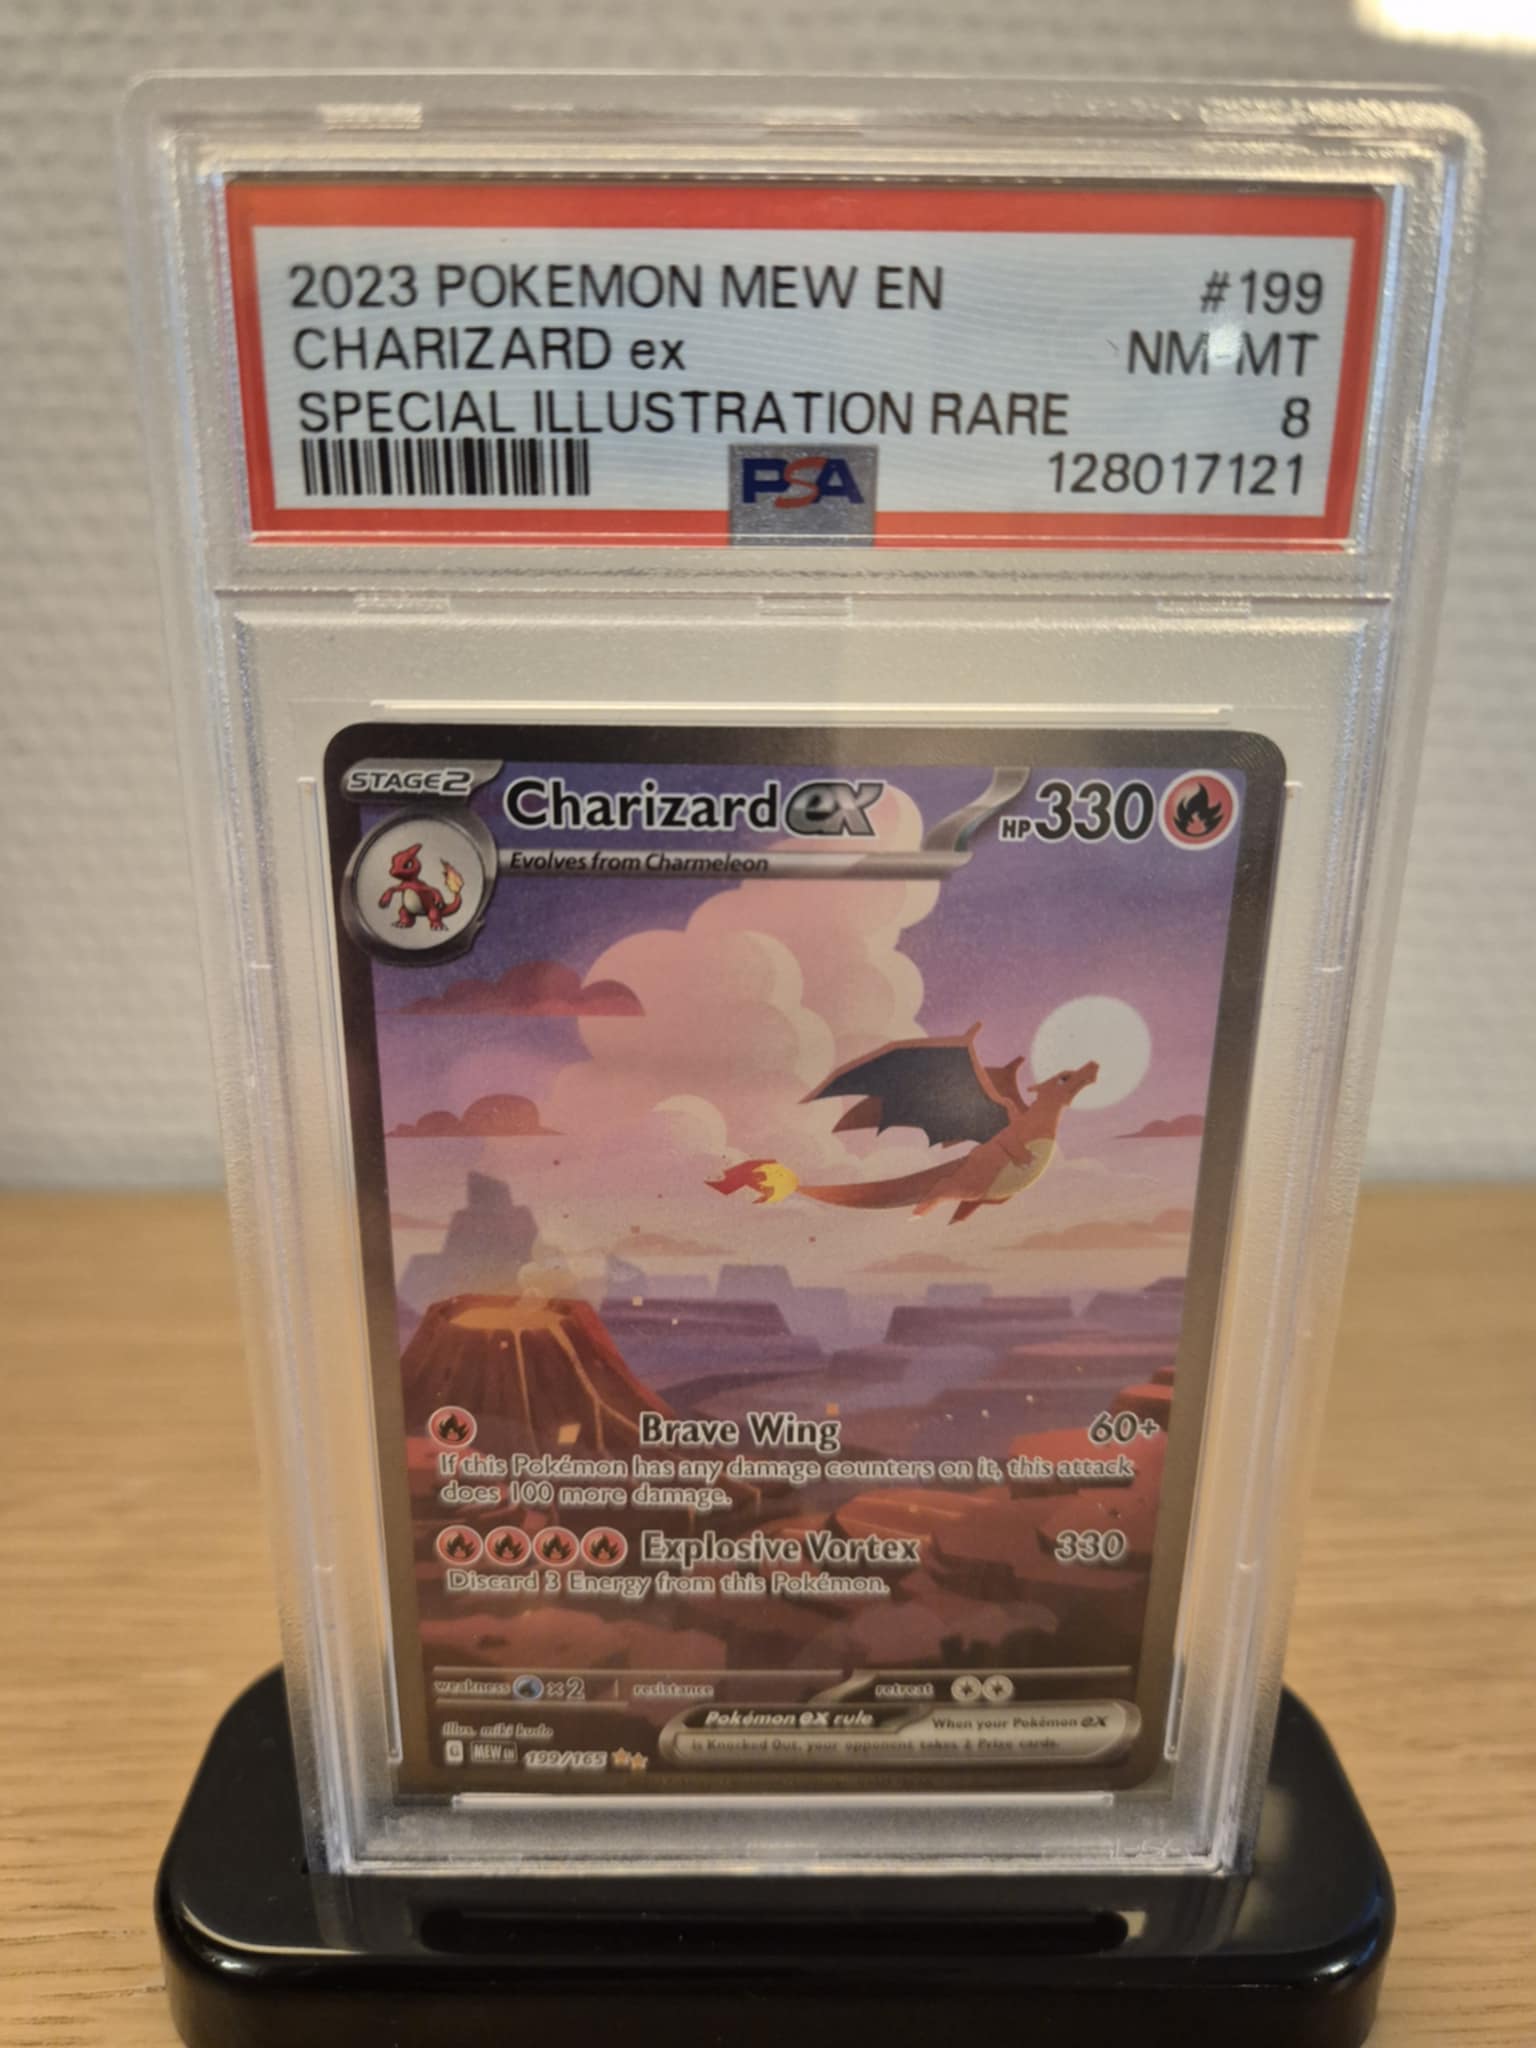 2023 POKEMON MEW EN #199
CHARIZARD ex NM-MT
SPECIAL ILLUSTRATION RARE 8
PSA 128017121
STAGE 2 Charizard ex HP 330
Evolves from Charmeleon
Brave Wing 60+
If this Pokémon has any damage counters on it, this attack
does 100 more damage.
Explosive Vortex 330
Discard 3 Energy from this Pokémon.
weakness ×2 resistance retreat
Pokémon ex rule When your Pokémon ex
is Knocked Out, your opponent takes 2 Prize cards.
Illus. miki kudo
G MEW EN 199/165